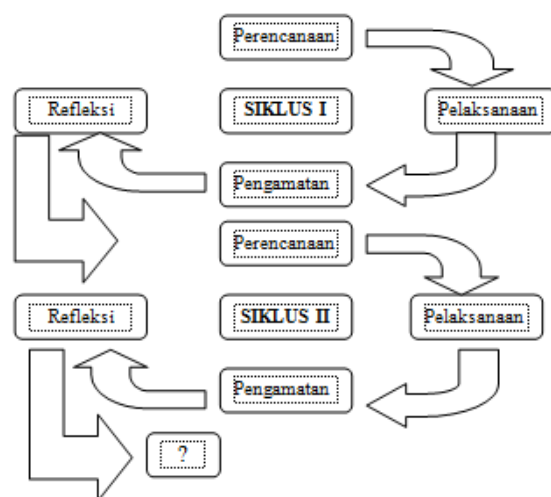 Perencanaan
Refleksi
SIKLUS I
Pelaksanaan
Pengamatan
Perencanaan
Refleksi
SIKLUS II
Pelaksanaan
Pengamatan
?